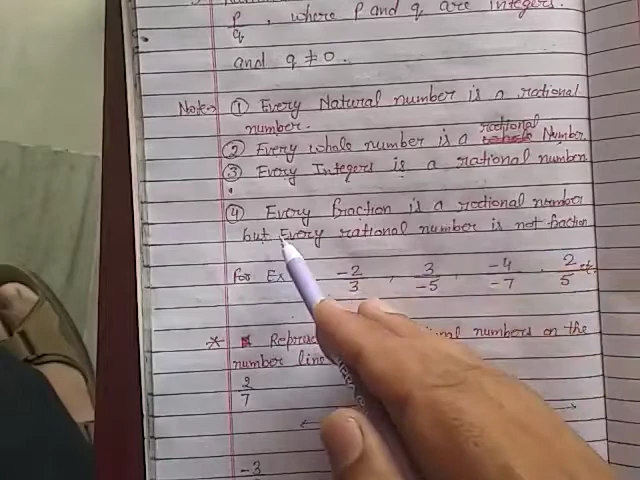 p/q , where p and q are integers.
and q ≠ 0.
Note→ ① Every Natural number is a rational
number.
② Every whole number is a rational Number
③ Every Integers is a rational number.
④ Every fraction is a rational number
but Every rational number is not fraction
for Ex -2/3 , 3/-5 , -4/-7 , 2/5 etc.
* numbers on the
number line
2/7
-3